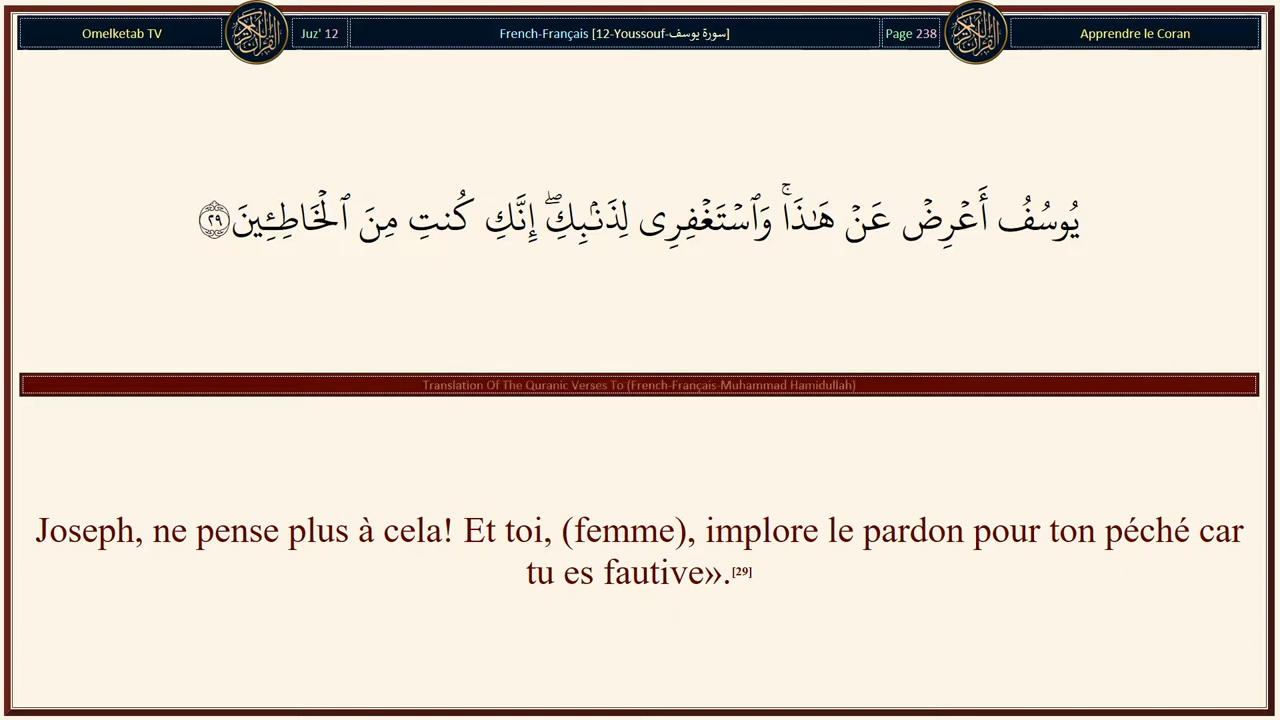 Omelketab TV
Juz' 12
French-Français [12-Youssouf-سورة يوسف]
Page 238
Apprendre le Coran
يُوسُفُ أَعۡرِضۡ عَنۡ هَـٰذَاۚ وَٱسۡتَغۡفِرِى لِذَنۢبِكِۖ إِنَّكِ كُنتِ مِنَ ٱلۡخَاطِـِٔينَ ٢٩
Translation Of The Quranic Verses To (French-Français-Muhammad Hamidullah)
Joseph, ne pense plus à cela! Et toi, (femme), implore le pardon pour ton péché car
tu es fautive».[29]